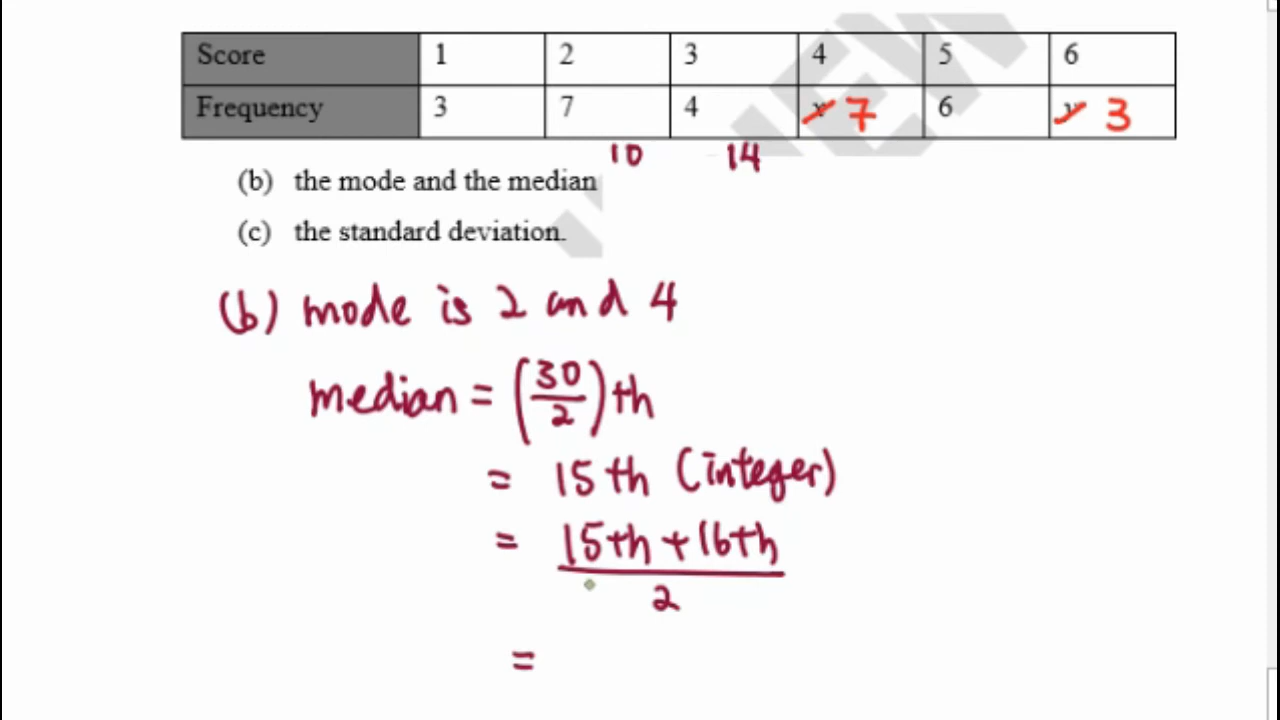 Score 1 2 3 4 5 6
Frequency 3 7 4 x 7 6 y 3
10 14
(b) the mode and the median
(c) the standard deviation.
(b) mode is 2 and 4
median = (30/2)th
= 15th (integer)
= 15th + 16th / 2
=